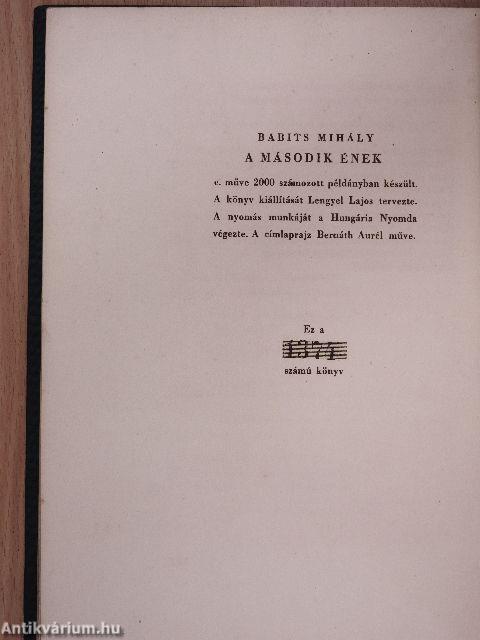 BABITS MIHÁLY
A MÁSODIK ÉNEK
c. műve 2000 számozott példányban készült.
A könyv kiállítását Lengyel Lajos tervezte.
A nyomás munkáját a Hungária Nyomda
végezte. A címlaprajz Bernáth Aurél műve.
Ez a
1374
számú könyv
Antikvárium.hu